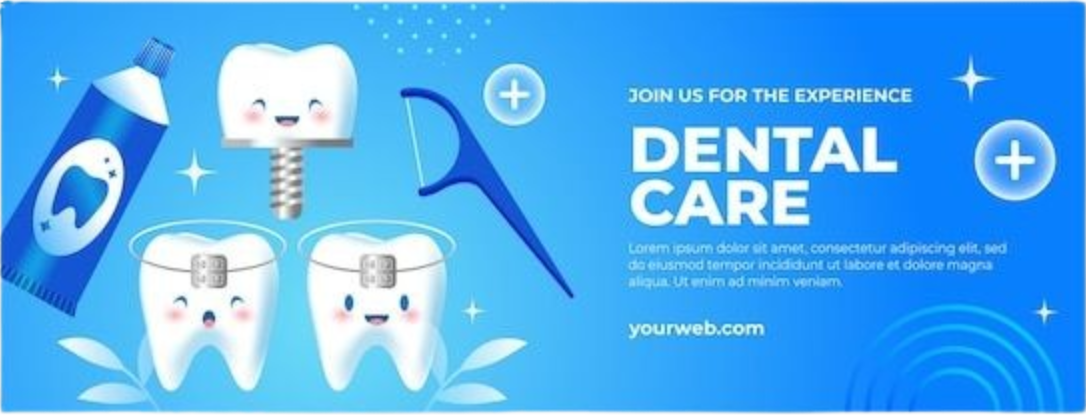 JOIN US FOR THE EXPERIENCE
DENTAL
CARE
Lorem ipsum dolor sit amet, consectetur adipiscing elit, sed
do eiusmod tempor incididunt ut labore et dolore magna
aliqua. Ut enim ad minim veniam.
yourweb.com